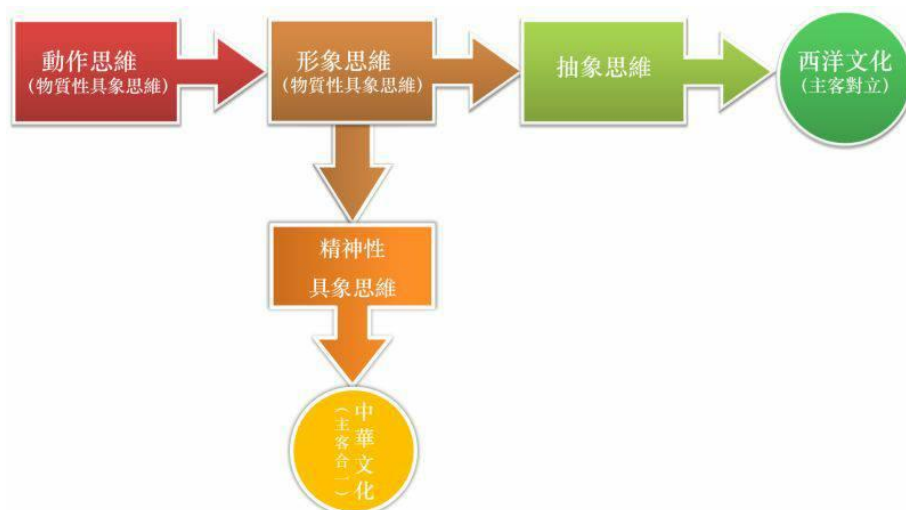 動作思維
(物質性具象思維)
形象思維
(物質性具象思維)
抽象思維
西洋文化
(主客對立)
精神性
具象思維
中華文化
(主客合一)